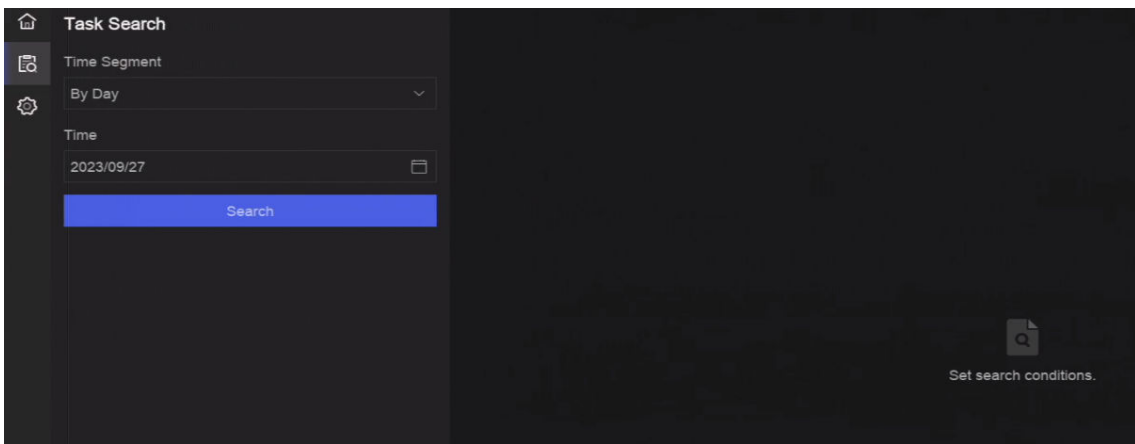 Task Search
Time Segment
By Day
Time
2023/09/27
Search
Set search conditions.